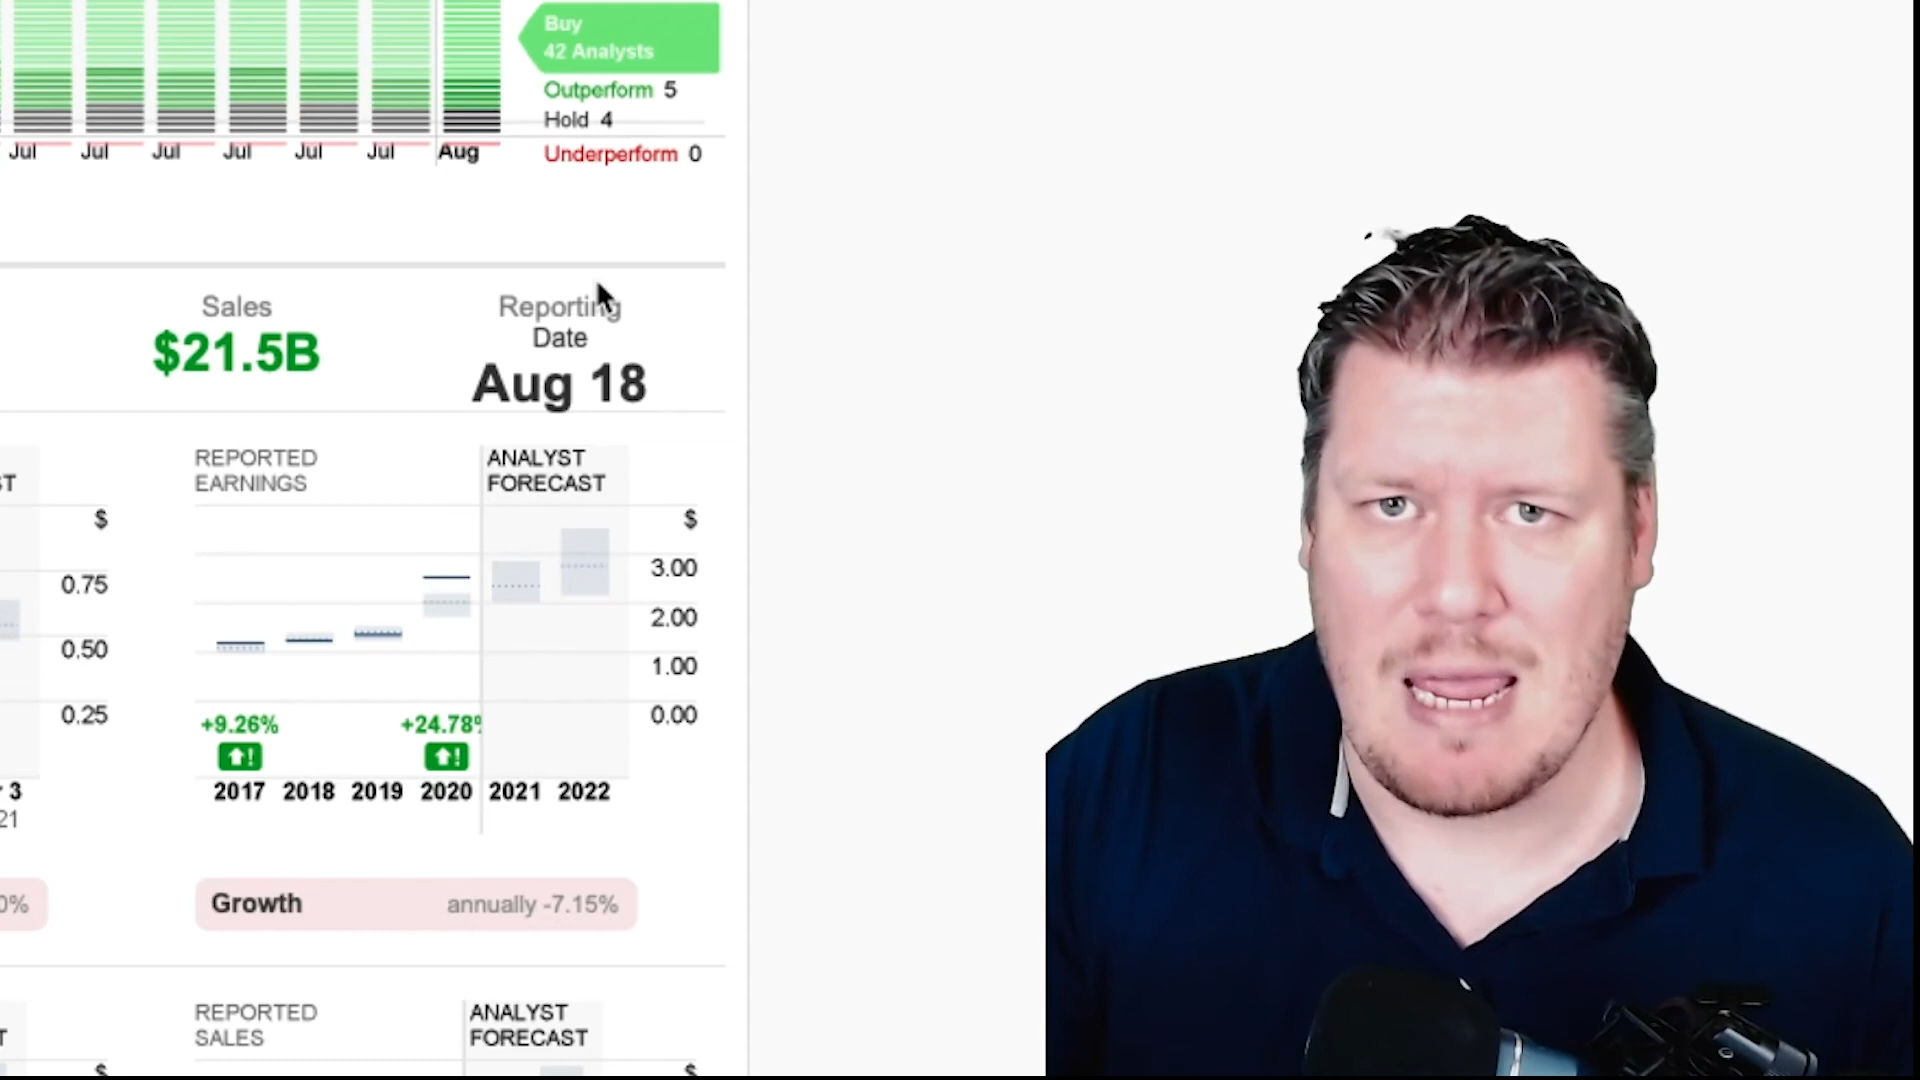 Buy
42 Analysts
Outperform 5
Hold 4
Underperform 0
Jul Jul Jul Jul Jul Jul Aug
Sales
$21.5B
Reporting
Date
Aug 18
REPORTED
EARNINGS
ANALYST
FORECAST
$
0.75
0.50
0.25
$
3.00
2.00
1.00
0.00
+9.26%
+24.78%
2017 2018 2019 2020 2021 2022
3
21
0%
Growth annually -7.15%
REPORTED
SALES
ANALYST
FORECAST
$
$